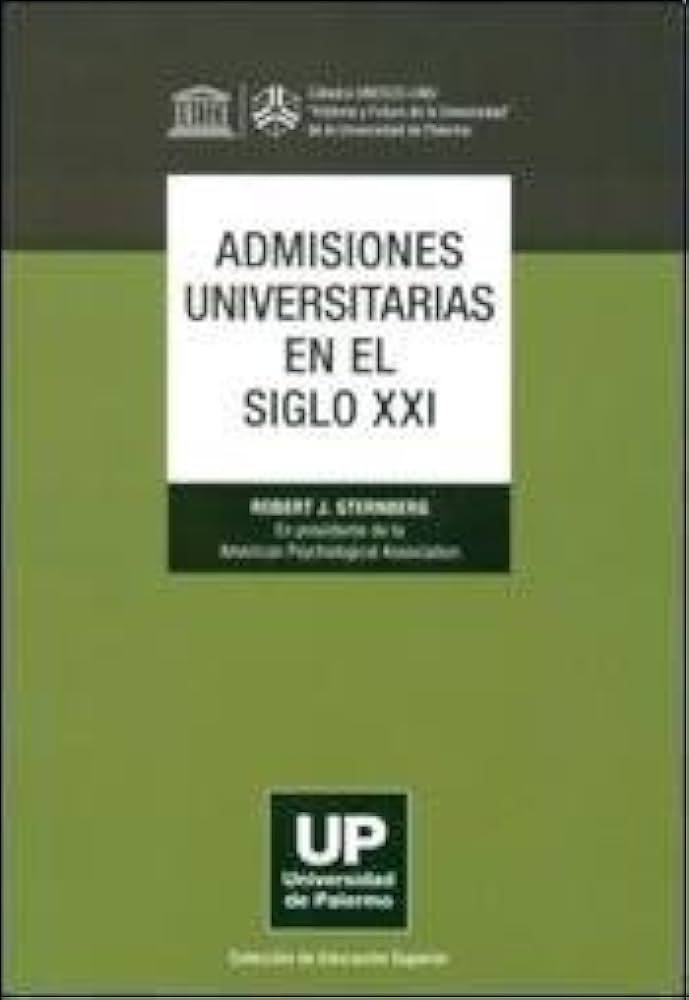 Cátedra UNESCO-UNU
"Historia y Futuro de la Universidad"
de la Universidad de Palermo
ADMISIONES
UNIVERSITARIAS
EN EL
SIGLO XXI
ROBERT J. STERNBERG
Ex presidente de la
American Psychological Association
UP
Universidad
de Palermo
Colección de Educación Superior